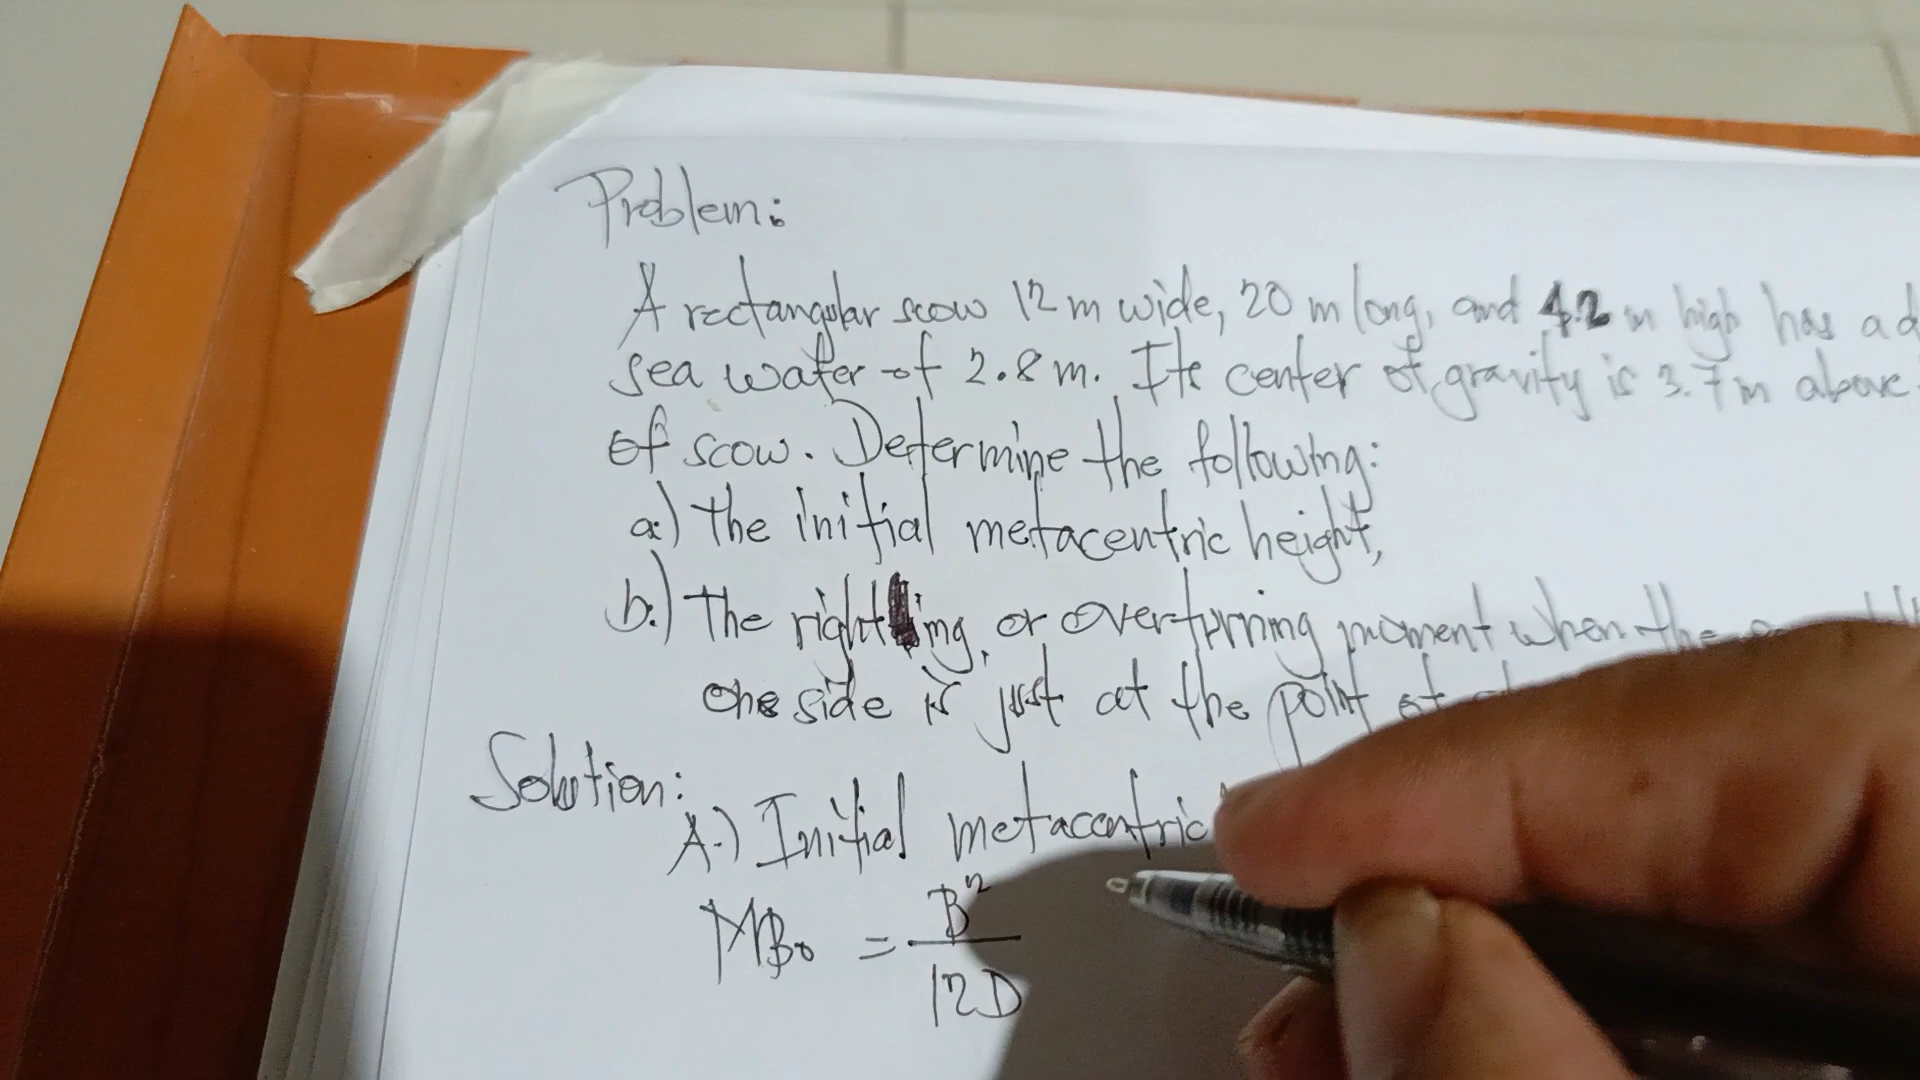 Problem:
A rectangular scow 12 m wide, 20 m long, and 4.2 m high has a d
sea water of 2.8 m. Its center of gravity is 3.7 m above
of scow. Determine the following:
a.) The initial metacentric height,
b.) The righting, or overturning moment when the
one side is just at the point of
Solution:
A.) Initial metacentric
MB₀ = B² / 12D